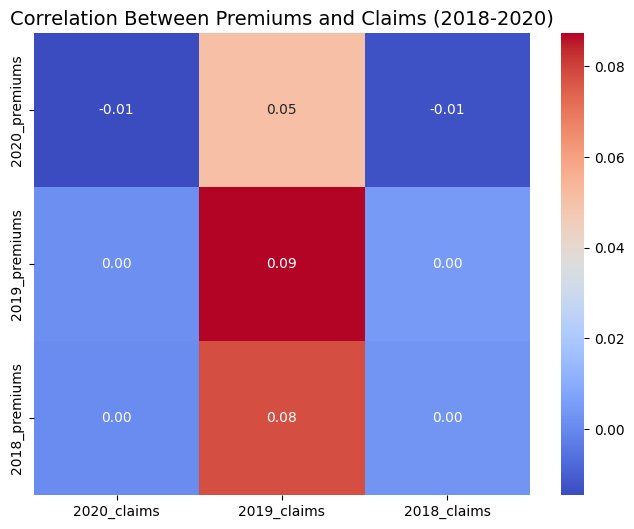 Correlation Between Premiums and Claims (2018-2020)
2020_premiums
-0.01 0.05 -0.01
2019_premiums
0.00 0.09 0.00
2018_premiums
0.00 0.08 0.00
2020_claims 2019_claims 2018_claims
0.08
0.06
0.04
0.02
0.00